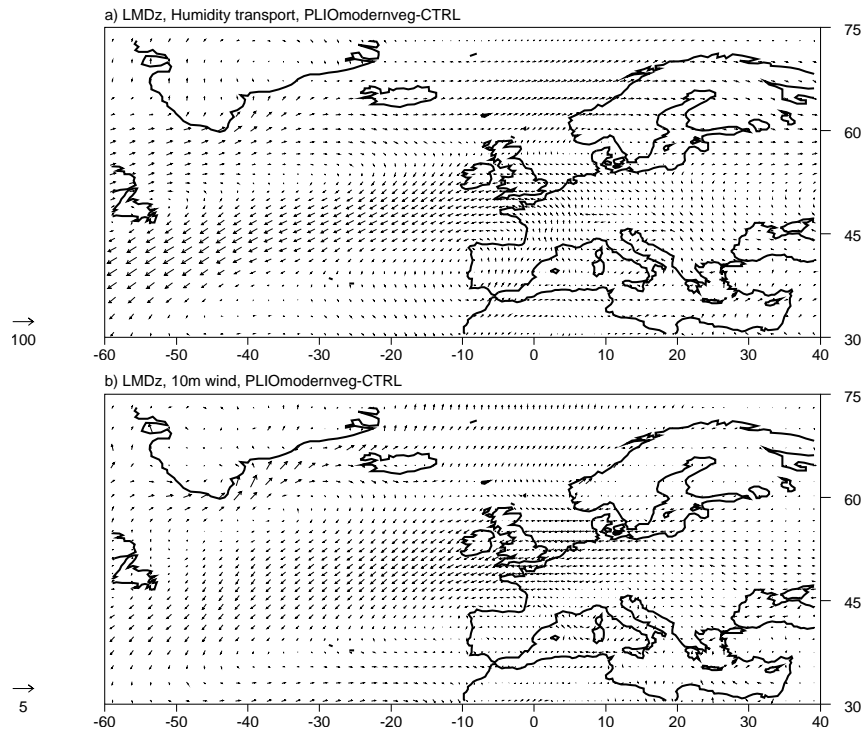 a) LMDz, Humidity transport, PLIOmodernveg-CTRL
75
60
45
30
100
-60 -50 -40 -30 -20 -10 0 10 20 30 40
b) LMDz, 10m wind, PLIOmodernveg-CTRL
75
60
45
30
5
-60 -50 -40 -30 -20 -10 0 10 20 30 40